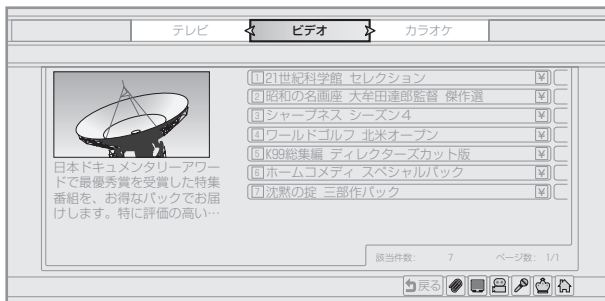 テレビ ビデオ カラオケ
1 21世紀科学館 セレクション ¥
2 昭和の名画座 大牟田達郎監督 傑作選 ¥
3 シャープネス シーズン4 ¥
4 ワールドゴルフ 北米オープン ¥
5 K99総集編 ディレクターズカット版 ¥
6 ホームコメディ スペシャルパック ¥
7 沈黙の掟 三部作パック ¥
日本ドキュメンタリーアワー
ドで最優秀賞を受賞した特集
番組を、お得なパックでお届
けします。特に評価の高い…
該当件数: 7 ページ数: 1/1
戻る